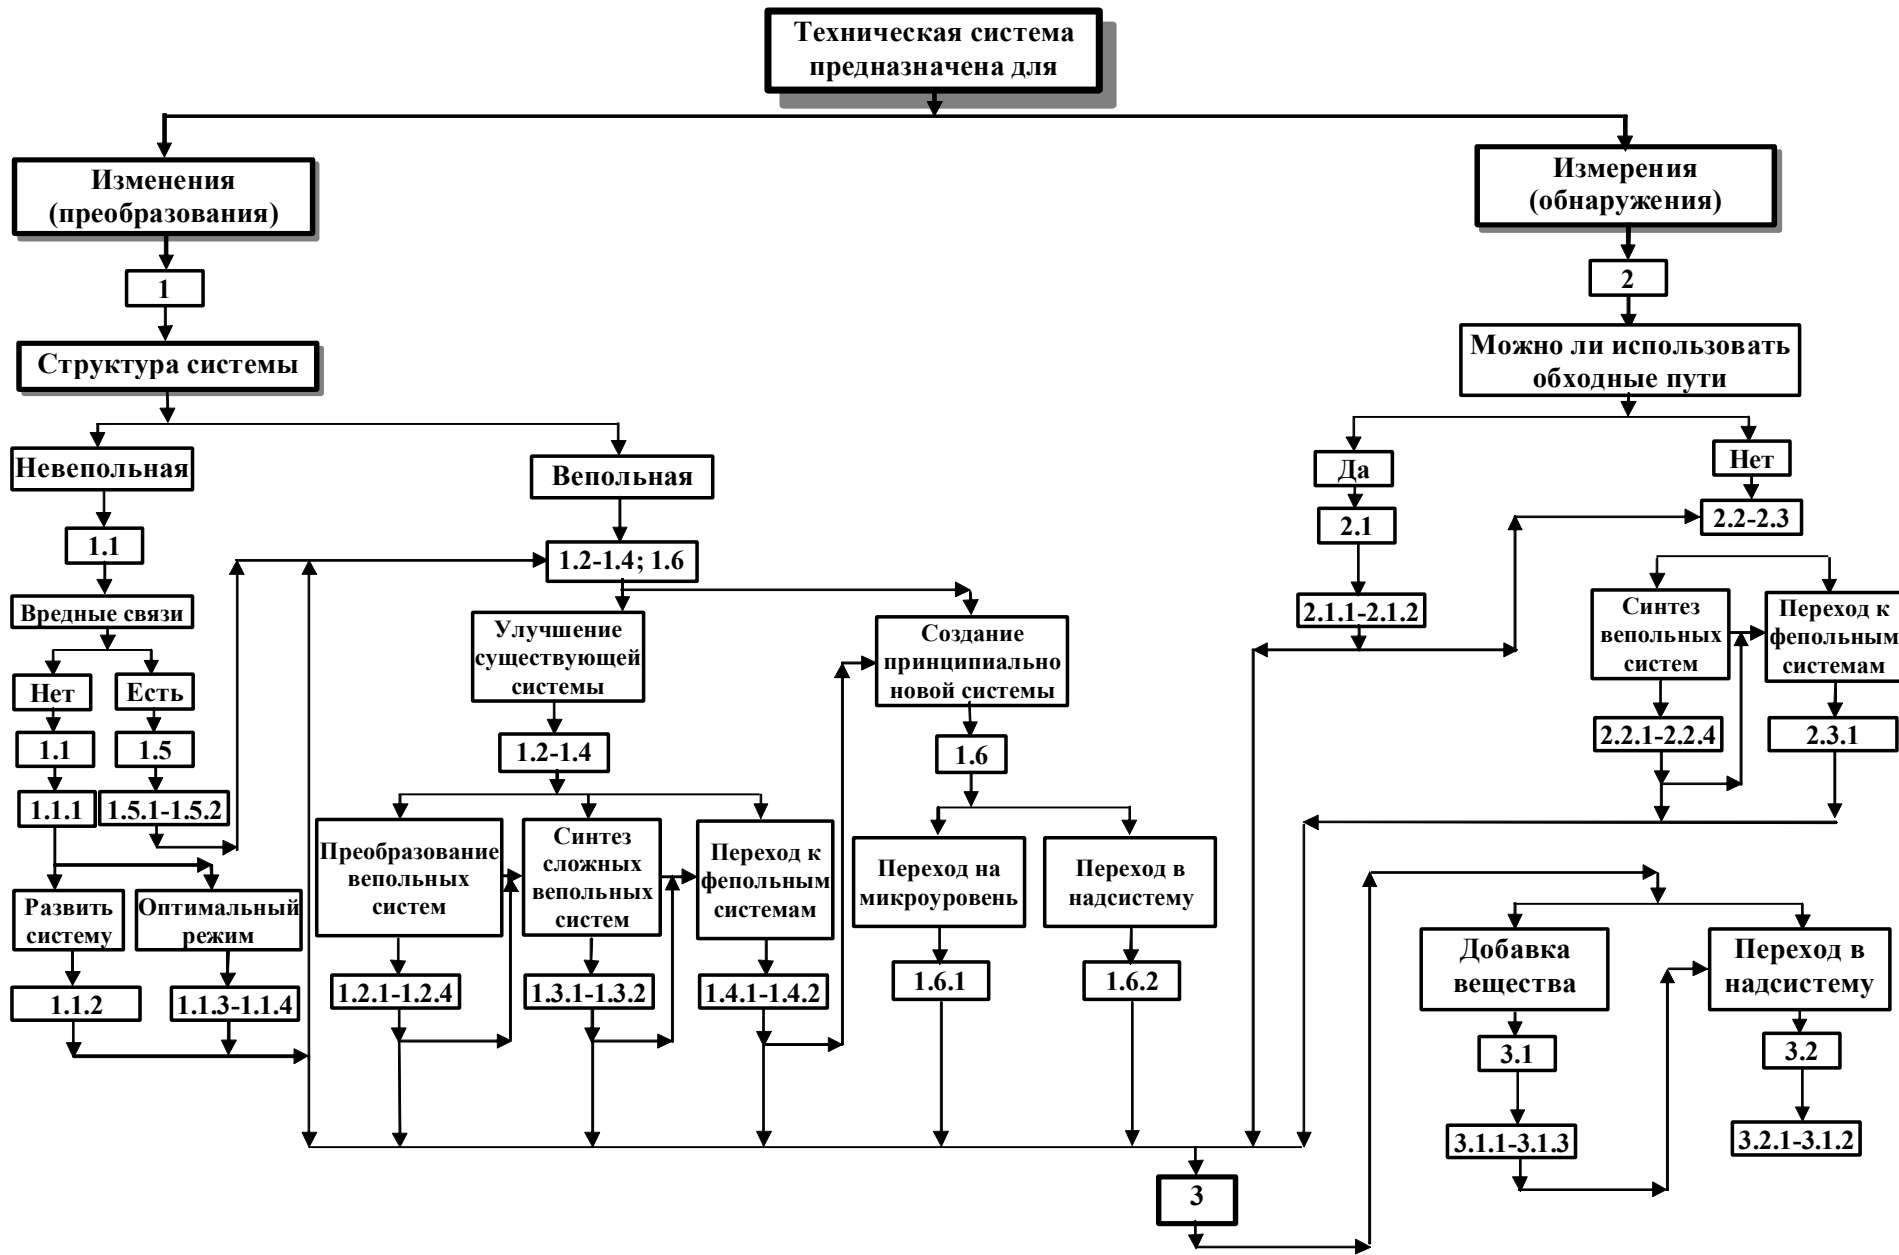 Техническая система
предназначена для
Изменения
(преобразования)
1
Структура системы
Невепольная
1.1
Вредные связи
Нет
Есть
1.1
1.5
1.1.1
1.5.1-1.5.2
Развить
систему
Оптимальный
режим
1.1.2
1.1.3-1.1.4
Вепольная
1.2-1.4; 1.6
Улучшение
существующей
системы
1.2-1.4
Преобразование
вепольных
систем
1.2.1-1.2.4
Синтез
сложных
вепольных
систем
1.3.1-1.3.2
Переход к
фепольным
системам
1.4.1-1.4.2
Создание
принципиально
новой системы
1.6
Переход на
микроуровень
1.6.1
Переход в
надсистему
1.6.2
Измерения
(обнаружения)
2
Можно ли использовать
обходные пути
Да
2.1
2.1.1-2.1.2
Нет
2.2-2.3
Синтез
вепольных
систем
2.2.1-2.2.4
Переход к
фепольным
системам
2.3.1
3
Добавка
вещества
3.1
3.1.1-3.1.3
Переход в
надсистему
3.2
3.2.1-3.1.2